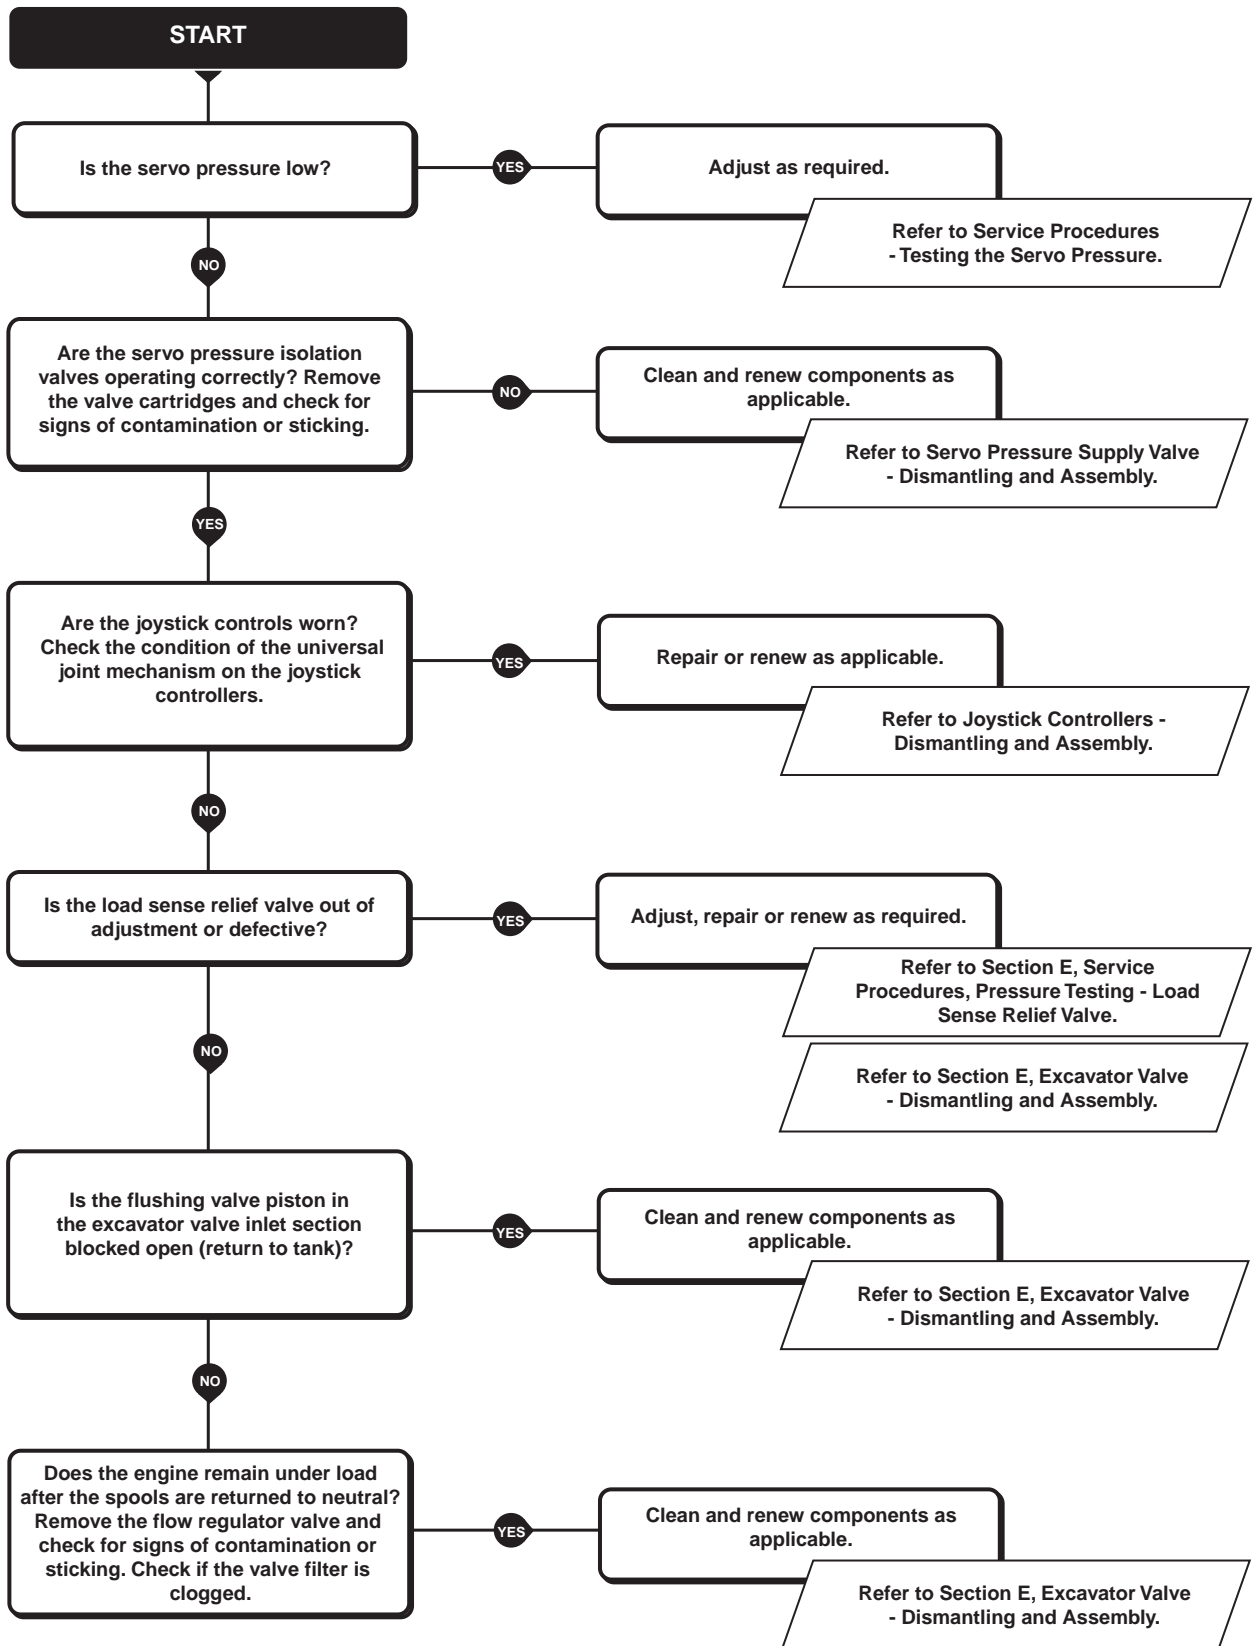 START
Is the servo pressure low?
YES
Adjust as required.
Refer to Service Procedures
- Testing the Servo Pressure.
NO
Are the servo pressure isolation
valves operating correctly? Remove
the valve cartridges and check for
signs of contamination or sticking.
NO
Clean and renew components as
applicable.
Refer to Servo Pressure Supply Valve
- Dismantling and Assembly.
YES
Are the joystick controls worn?
Check the condition of the universal
joint mechanism on the joystick
controllers.
YES
Repair or renew as applicable.
Refer to Joystick Controllers -
Dismantling and Assembly.
NO
Is the load sense relief valve out of
adjustment or defective?
YES
Adjust, repair or renew as required.
Refer to Section E, Service
Procedures, Pressure Testing - Load
Sense Relief Valve.
Refer to Section E, Excavator Valve
- Dismantling and Assembly.
NO
Is the flushing valve piston in
the excavator valve inlet section
blocked open (return to tank)?
YES
Clean and renew components as
applicable.
Refer to Section E, Excavator Valve
- Dismantling and Assembly.
NO
Does the engine remain under load
after the spools are returned to neutral?
Remove the flow regulator valve and
check for signs of contamination or
sticking. Check if the valve filter is
clogged.
YES
Clean and renew components as
applicable.
Refer to Section E, Excavator Valve
- Dismantling and Assembly.